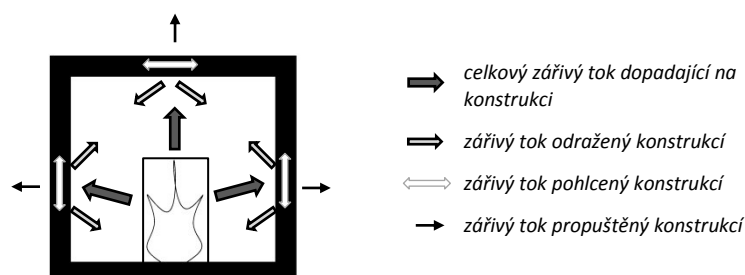 celkový zářivý tok dopadající na
konstrukci
zářivý tok odražený konstrukcí
zářivý tok pohlcený konstrukcí
zářivý tok propuštěný konstrukcí